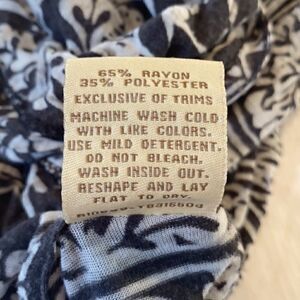 65% RAYON
35% POLYESTER
EXCLUSIVE OF TRIMS
MACHINE WASH COLD
WITH LIKE COLORS.
USE MILD DETERGENT.
DO NOT BLEACH.
WASH INSIDE OUT.
RESHAPE AND LAY
FLAT TO DRY.